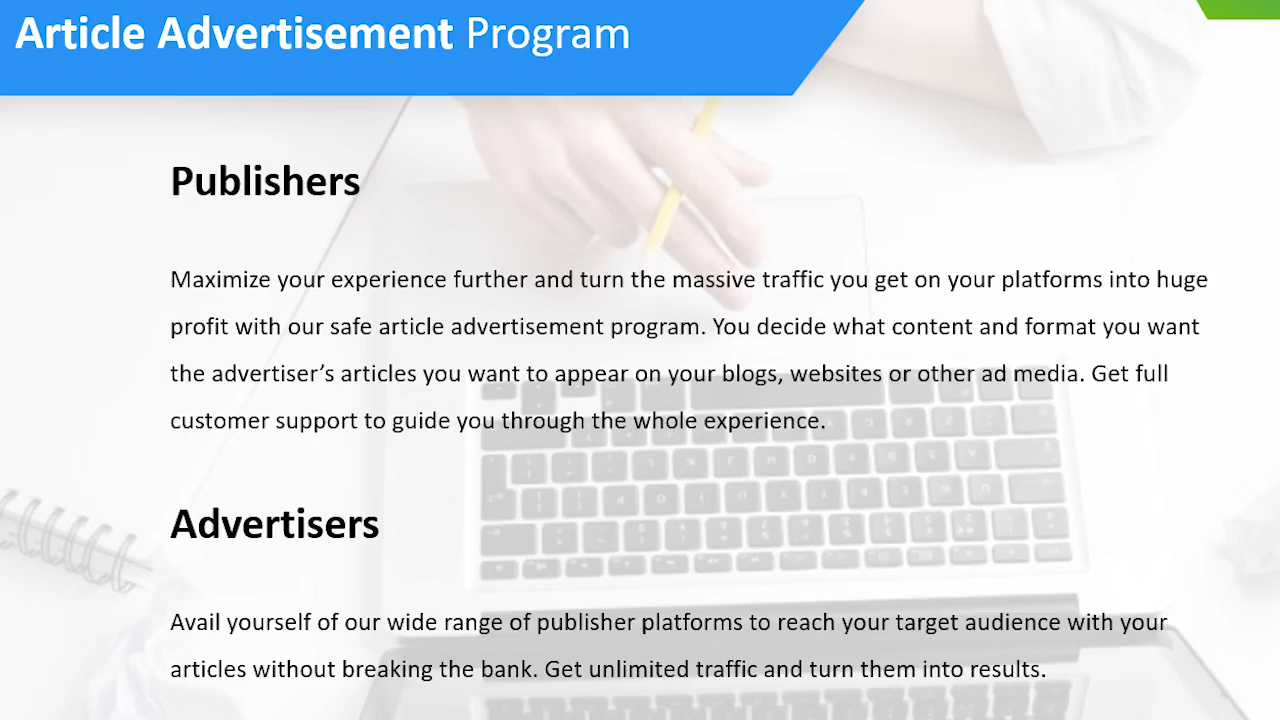 Article Advertisement Program
Publishers
Maximize your experience further and turn the massive traffic you get on your platforms into huge
profit with our safe article advertisement program. You decide what content and format you want
the advertiser’s articles you want to appear on your blogs, websites or other ad media. Get full
customer support to guide you through the whole experience.
Advertisers
Avail yourself of our wide range of publisher platforms to reach your target audience with your
articles without breaking the bank. Get unlimited traffic and turn them into results.